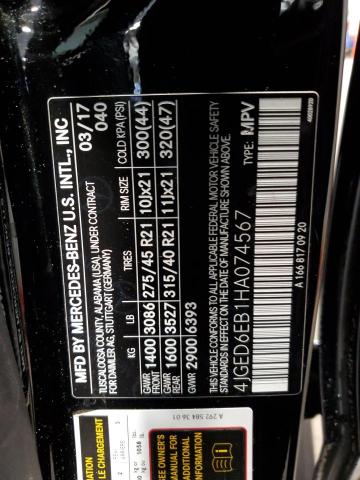 MFD BY MERCEDES-BENZ U.S. INTL., INC
TUSCALOOSA COUNTY, ALABAMA (USA), UNDER CONTRACT
FOR DAIMLER AG, STUTTGART (GERMANY)
03/17
040
KG LB TIRES RIM SIZE COLD KPA(PSI)
GAWR FRONT 1400 3086 275/45 R21 10Jx21 300(44)
GAWR REAR 1600 3527 315/40 R21 11Jx21 320(47)
GVWR 2900 6393
THIS VEHICLE CONFORMS TO ALL APPLICABLE FEDERAL MOTOR VEHICLE SAFETY
STANDARDS IN EFFECT ON THE DATE OF MANUFACTURE SHOWN ABOVE
4JGED6EB1HA074567
TYPE: MPV
A 166 817 09 20
A 292 584 36 01
SEE OWNER'S
MANUAL FOR
ADDITIONAL
INFORMATION